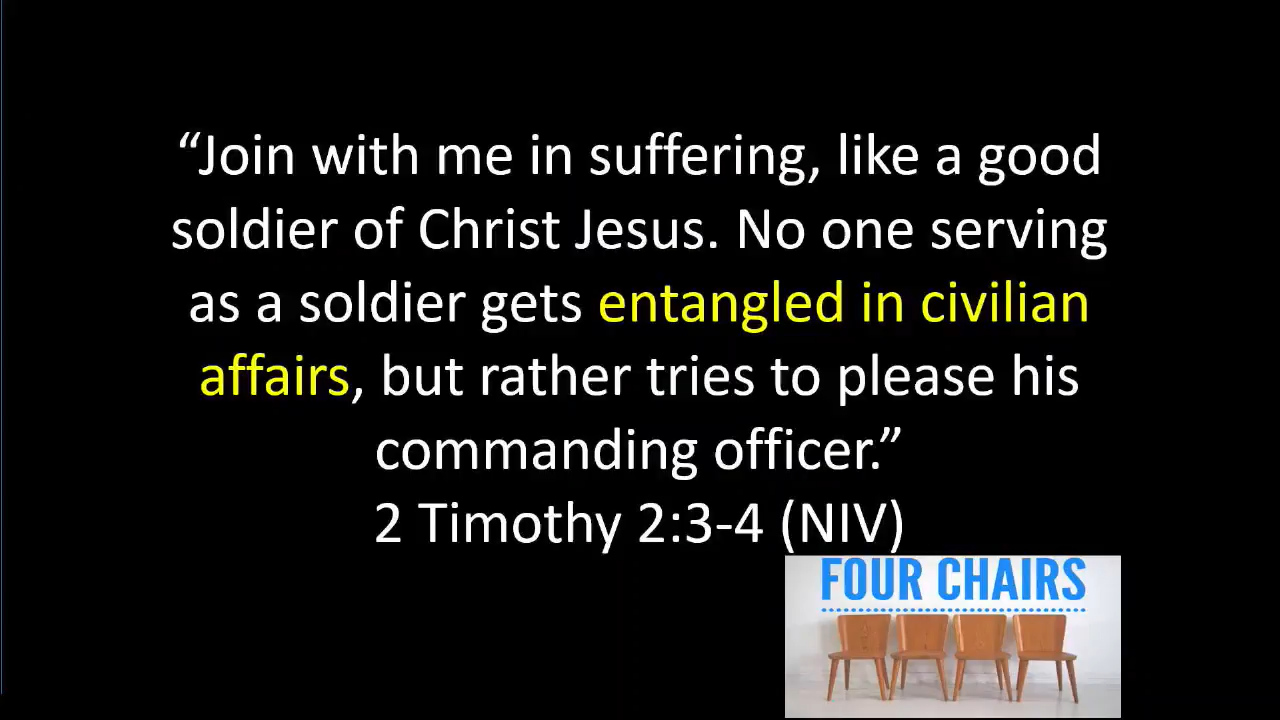 “Join with me in suffering, like a good
soldier of Christ Jesus. No one serving
as a soldier gets entangled in civilian
affairs, but rather tries to please his
commanding officer.”
2 Timothy 2:3-4 (NIV)
FOUR CHAIRS